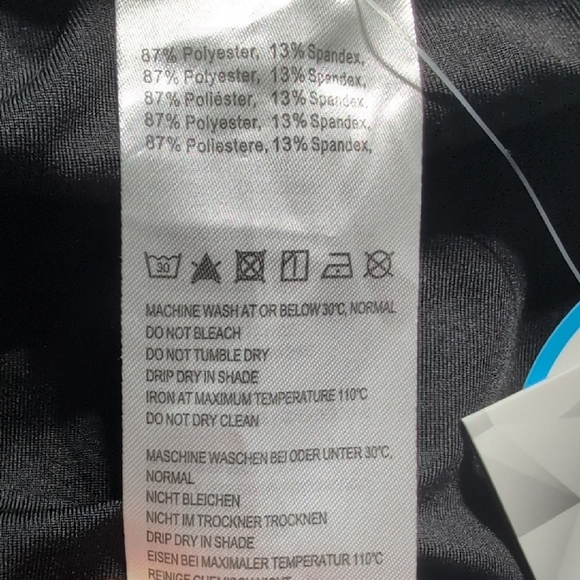 87% Polyester, 13% Spandex,
87% Polyester, 13% Spandex,
87% Poliéster, 13% Spandex,
87% Polyester, 13% Spandex,
87% Poliestere, 13% Spandex,
30
MACHINE WASH AT OR BELOW 30°C, NORMAL
DO NOT BLEACH
DO NOT TUMBLE DRY
DRIP DRY IN SHADE
IRON AT MAXIMUM TEMPERATURE 110°C
DO NOT DRY CLEAN
MASCHINE WASCHEN BEI ODER UNTER 30°C,
NORMAL
NICHT BLEICHEN
NICHT IM TROCKNER TROCKNEN
DRIP DRY IN SHADE
EISEN BEI MAXIMALER TEMPERATUR 110°C
REINIGE CHEMISCH NICHT